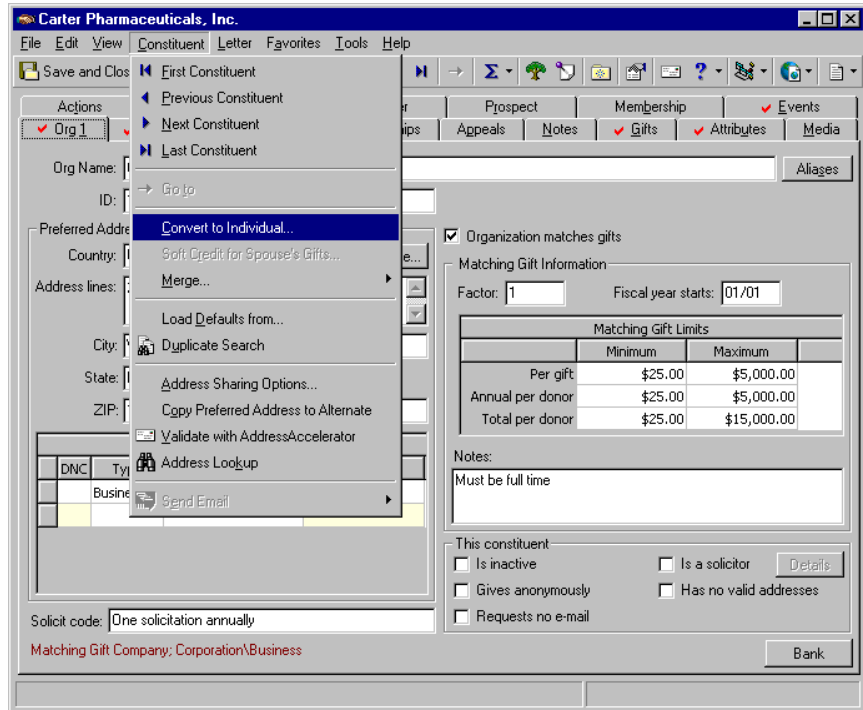 Carter Pharmaceuticals, Inc.
File Edit View Constituent Letter Favorites Tools Help
Save and Clos
First Constituent
Previous Constituent
Next Constituent
Last Constituent
Go to
Convert to Individual...
Soft Credit for Spouse's Gifts...
Merge...
Load Defaults from...
Duplicate Search
Address Sharing Options...
Copy Preferred Address to Alternate
Validate with AddressAccelerator
Address Lookup
Send Email
Actions Prospect Membership Events
Org 1 Appeals Notes Gifts Attributes Media
Org Name: Aliases
ID:
Preferred Addre
Country:
Address lines:
City:
State:
ZIP:
DNC Typ
Busine
Solicit code: One solicitation annually
Matching Gift Company; Corporation\Business
Organization matches gifts
Matching Gift Information
Factor: 1 Fiscal year starts: 01/01
Matching Gift Limits
Minimum Maximum
Per gift $25.00 $5,000.00
Annual per donor $25.00 $5,000.00
Total per donor $25.00 $15,000.00
Notes:
Must be full time
This constituent
Is inactive Is a solicitor Details
Gives anonymously Has no valid addresses
Requests no e-mail
Bank